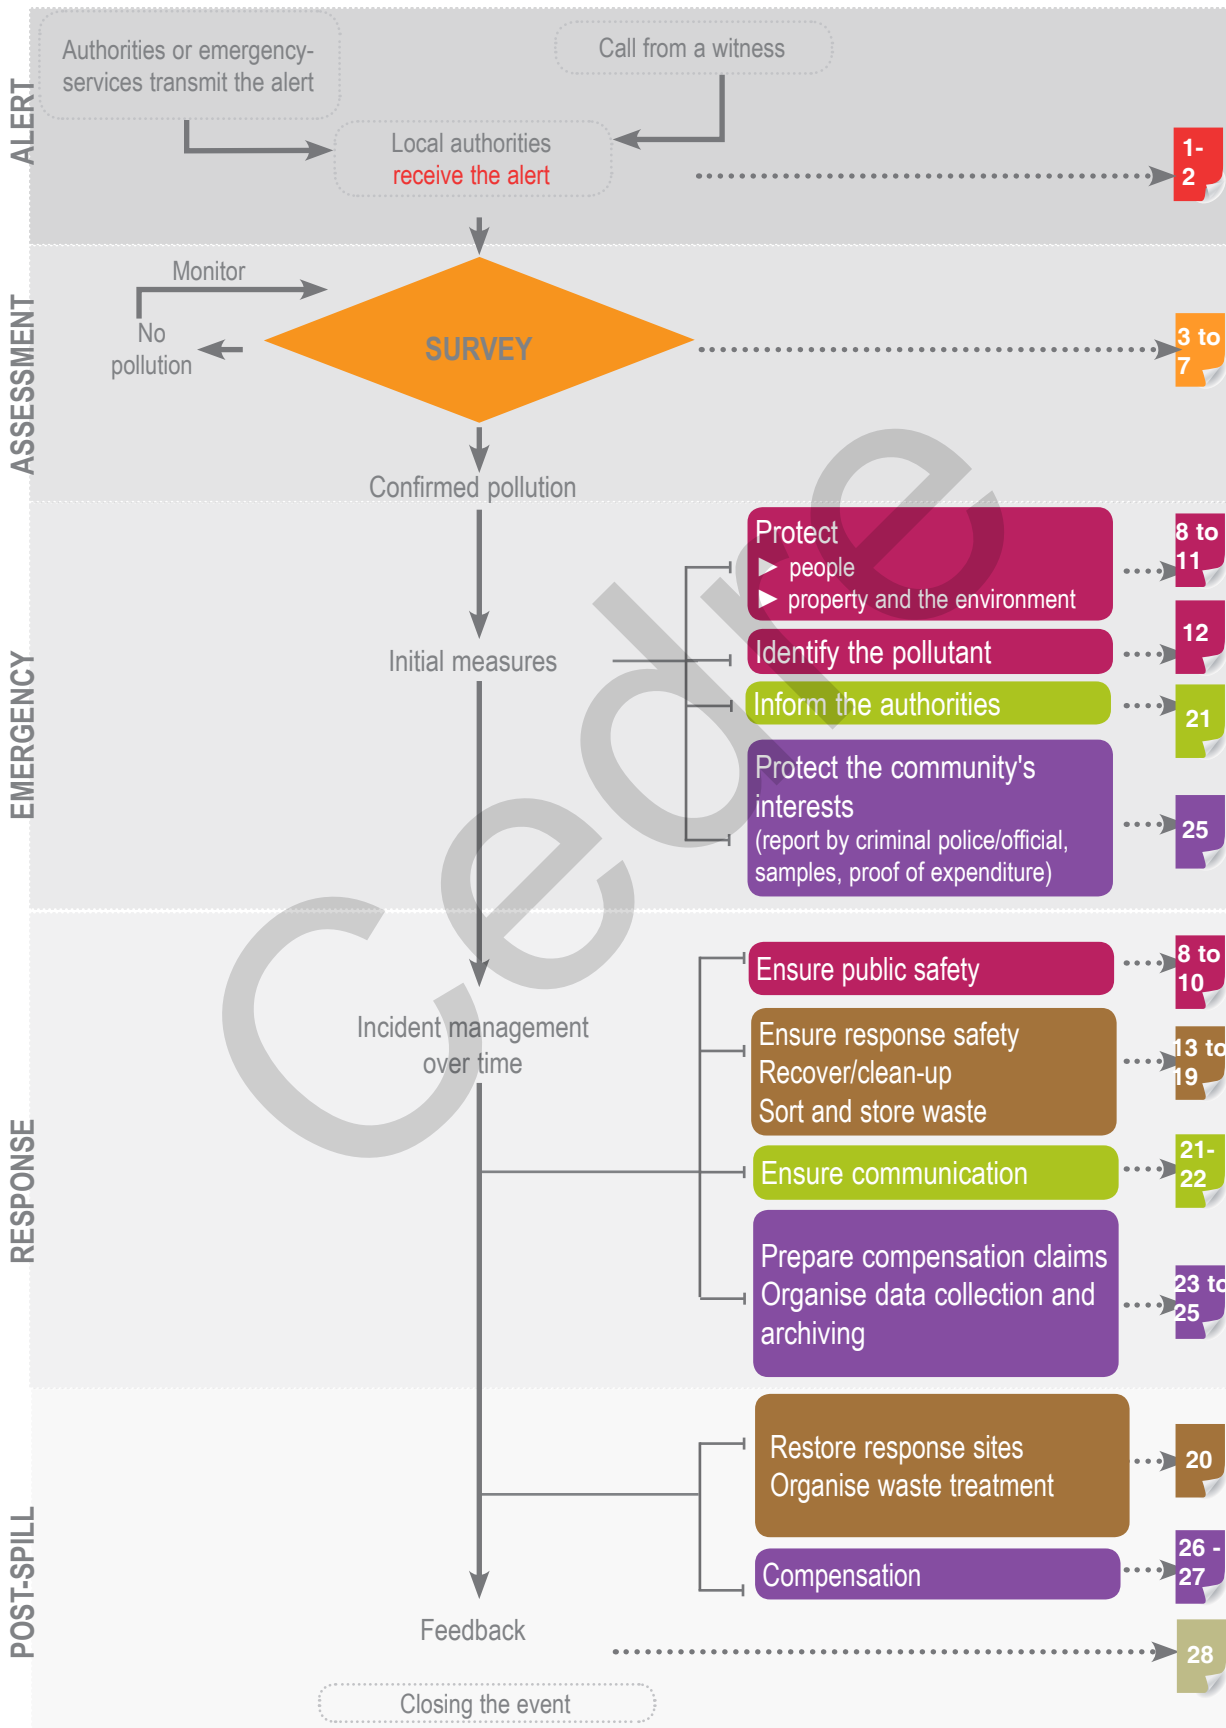 ALERT
Authorities or emergency-
services transmit the alert
Call from a witness
Local authorities
receive the alert
1-
2
ASSESSMENT
Monitor
No
pollution
SURVEY
3 to
7
Confirmed pollution
EMERGENCY
Initial measures
Protect
► people
► property and the environment
8 to
11
Identify the pollutant
12
Inform the authorities
21
Protect the community's
interests
(report by criminal police/official,
samples, proof of expenditure)
25
RESPONSE
Incident management
over time
Ensure public safety
8 to
10
Ensure response safety
Recover/clean-up
Sort and store waste
13 to
19
Ensure communication
21-
22
Prepare compensation claims
Organise data collection and
archiving
23 to
25
POST-SPILL
Restore response sites
Organise waste treatment
20
Compensation
26 -
27
Feedback
28
Closing the event
Cedre